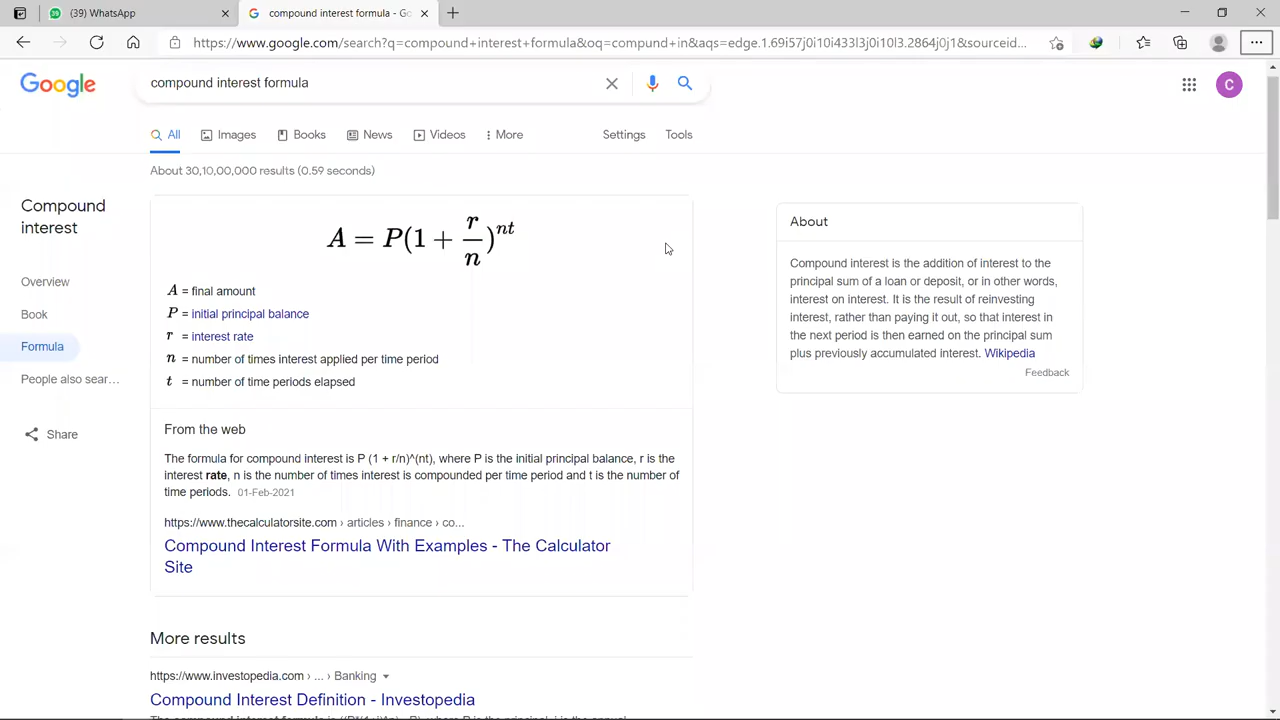 (39) WhatsApp
compound interest formula - Go
https://www.google.com/search?q=compound+interest+formula&oq=compund+in&aqs=edge.1.69i57j0i10i433l3j0i10l3.2864j0j1&sourceid...
Google
compound interest formula
C
All
Images
Books
News
Videos
More
Settings
Tools
About 30,10,00,000 results (0.59 seconds)
Compound
interest
Overview
Book
Formula
People also sear...
Share
A = P(1 + r/n)^nt
A = final amount
P = initial principal balance
r = interest rate
n = number of times interest applied per time period
t = number of time periods elapsed
From the web
The formula for compound interest is P (1 + r/n)^(nt), where P is the initial principal balance, r is the
interest rate, n is the number of times interest is compounded per time period and t is the number of
time periods. 01-Feb-2021
https://www.thecalculatorsite.com › articles › finance › co...
Compound Interest Formula With Examples - The Calculator
Site
More results
https://www.investopedia.com › ... › Banking
Compound Interest Definition - Investopedia
About
Compound interest is the addition of interest to the
principal sum of a loan or deposit, or in other words,
interest on interest. It is the result of reinvesting
interest, rather than paying it out, so that interest in
the next period is then earned on the principal sum
plus previously accumulated interest. Wikipedia
Feedback